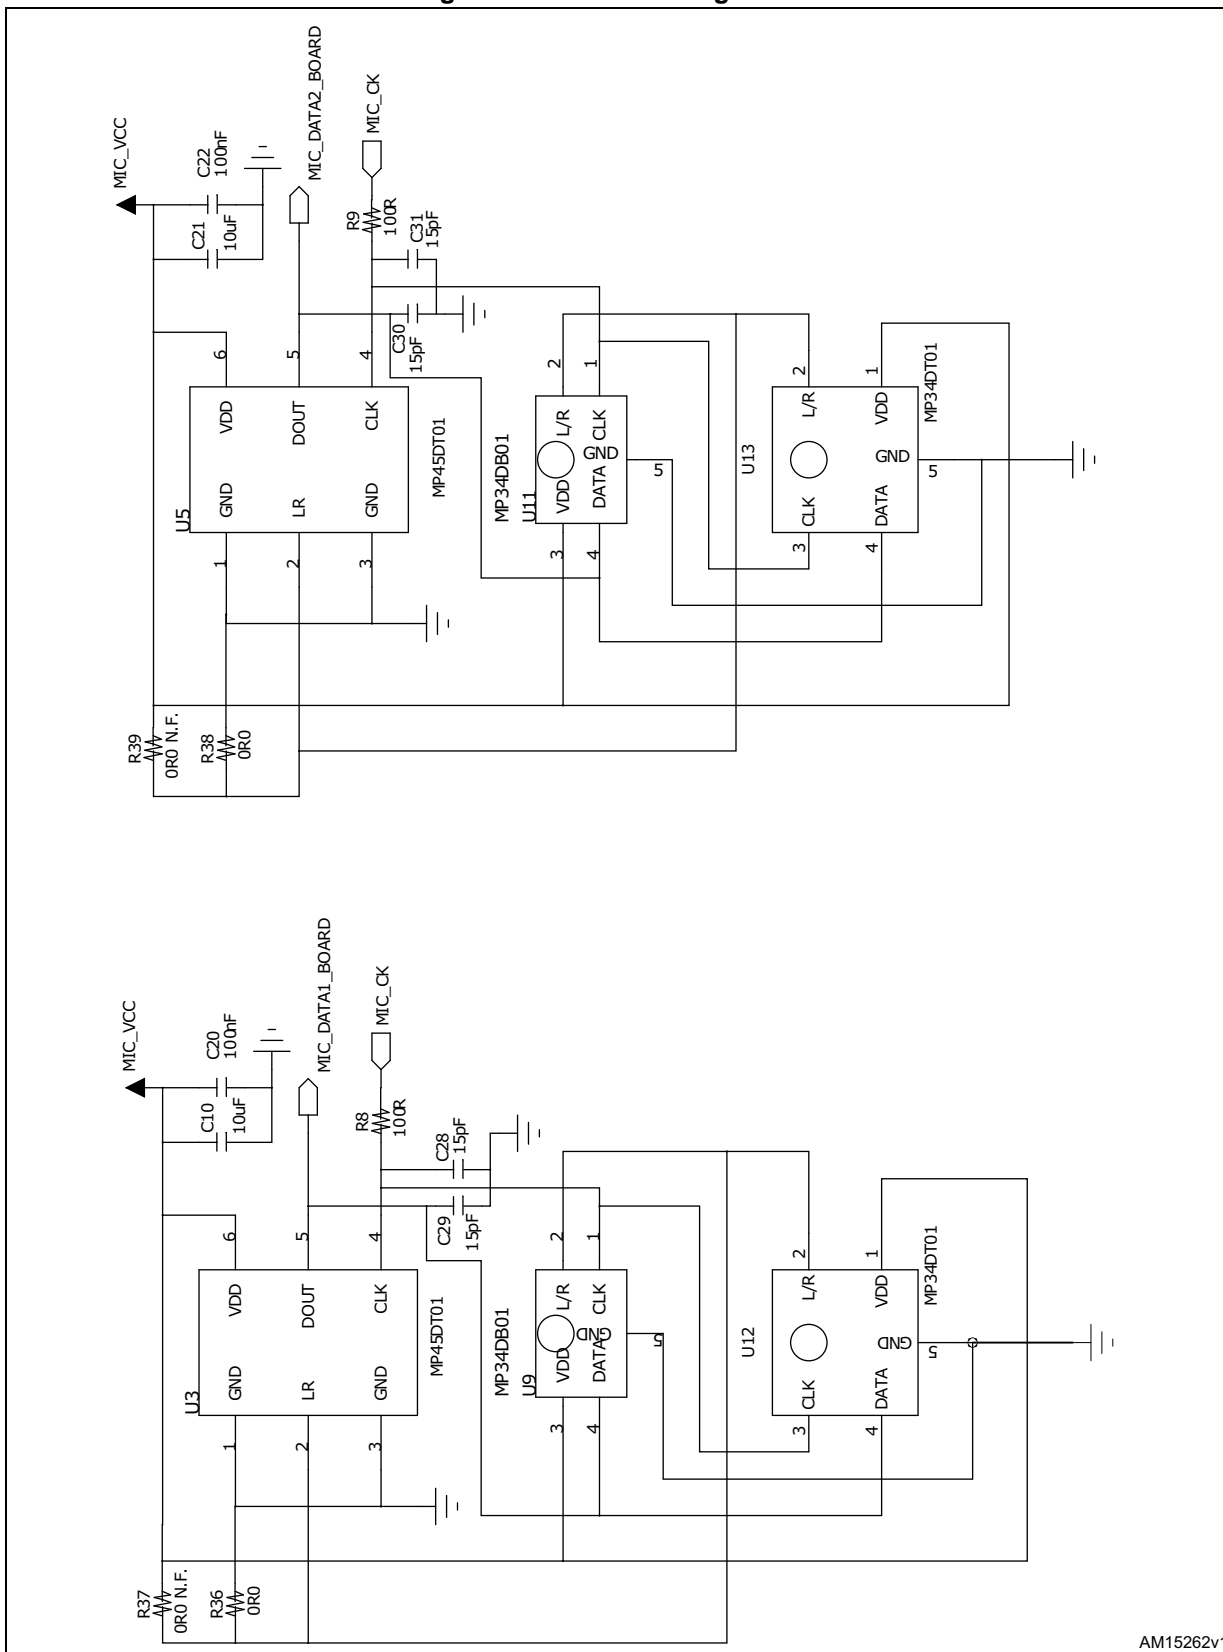 MIC_VCC
C22
100nF
C21
10uF
MIC_DATA2_BOARD
MIC_CK
R9
100R
C31
15pF
C30
15pF
6
5
4
VDD
DOUT
CLK
GND
LR
GND
U5
MP45DT01
1
2
3
R39
0R0 N.F.
R38
0R0
2
1
L/R
CLK
GND
VDD
DATA
5
MP34DB01
U11
3
4
2
1
L/R
VDD
GND
CLK
DATA
5
U13
MP34DT01
3
4
MIC_VCC
C20
100nF
C10
10uF
MIC_DATA1_BOARD
MIC_CK
R8
100R
C28
15pF
C29
15pF
6
5
4
VDD
DOUT
CLK
GND
LR
GND
U3
MP45DT01
1
2
3
R37
0R0 N.F.
R36
0R0
2
1
L/R
CLK
GND
VDD
DATA
5
MP34DB01
U9
3
4
2
1
L/R
VDD
GND
CLK
DATA
5
U12
MP34DT01
3
4
AM15262v1